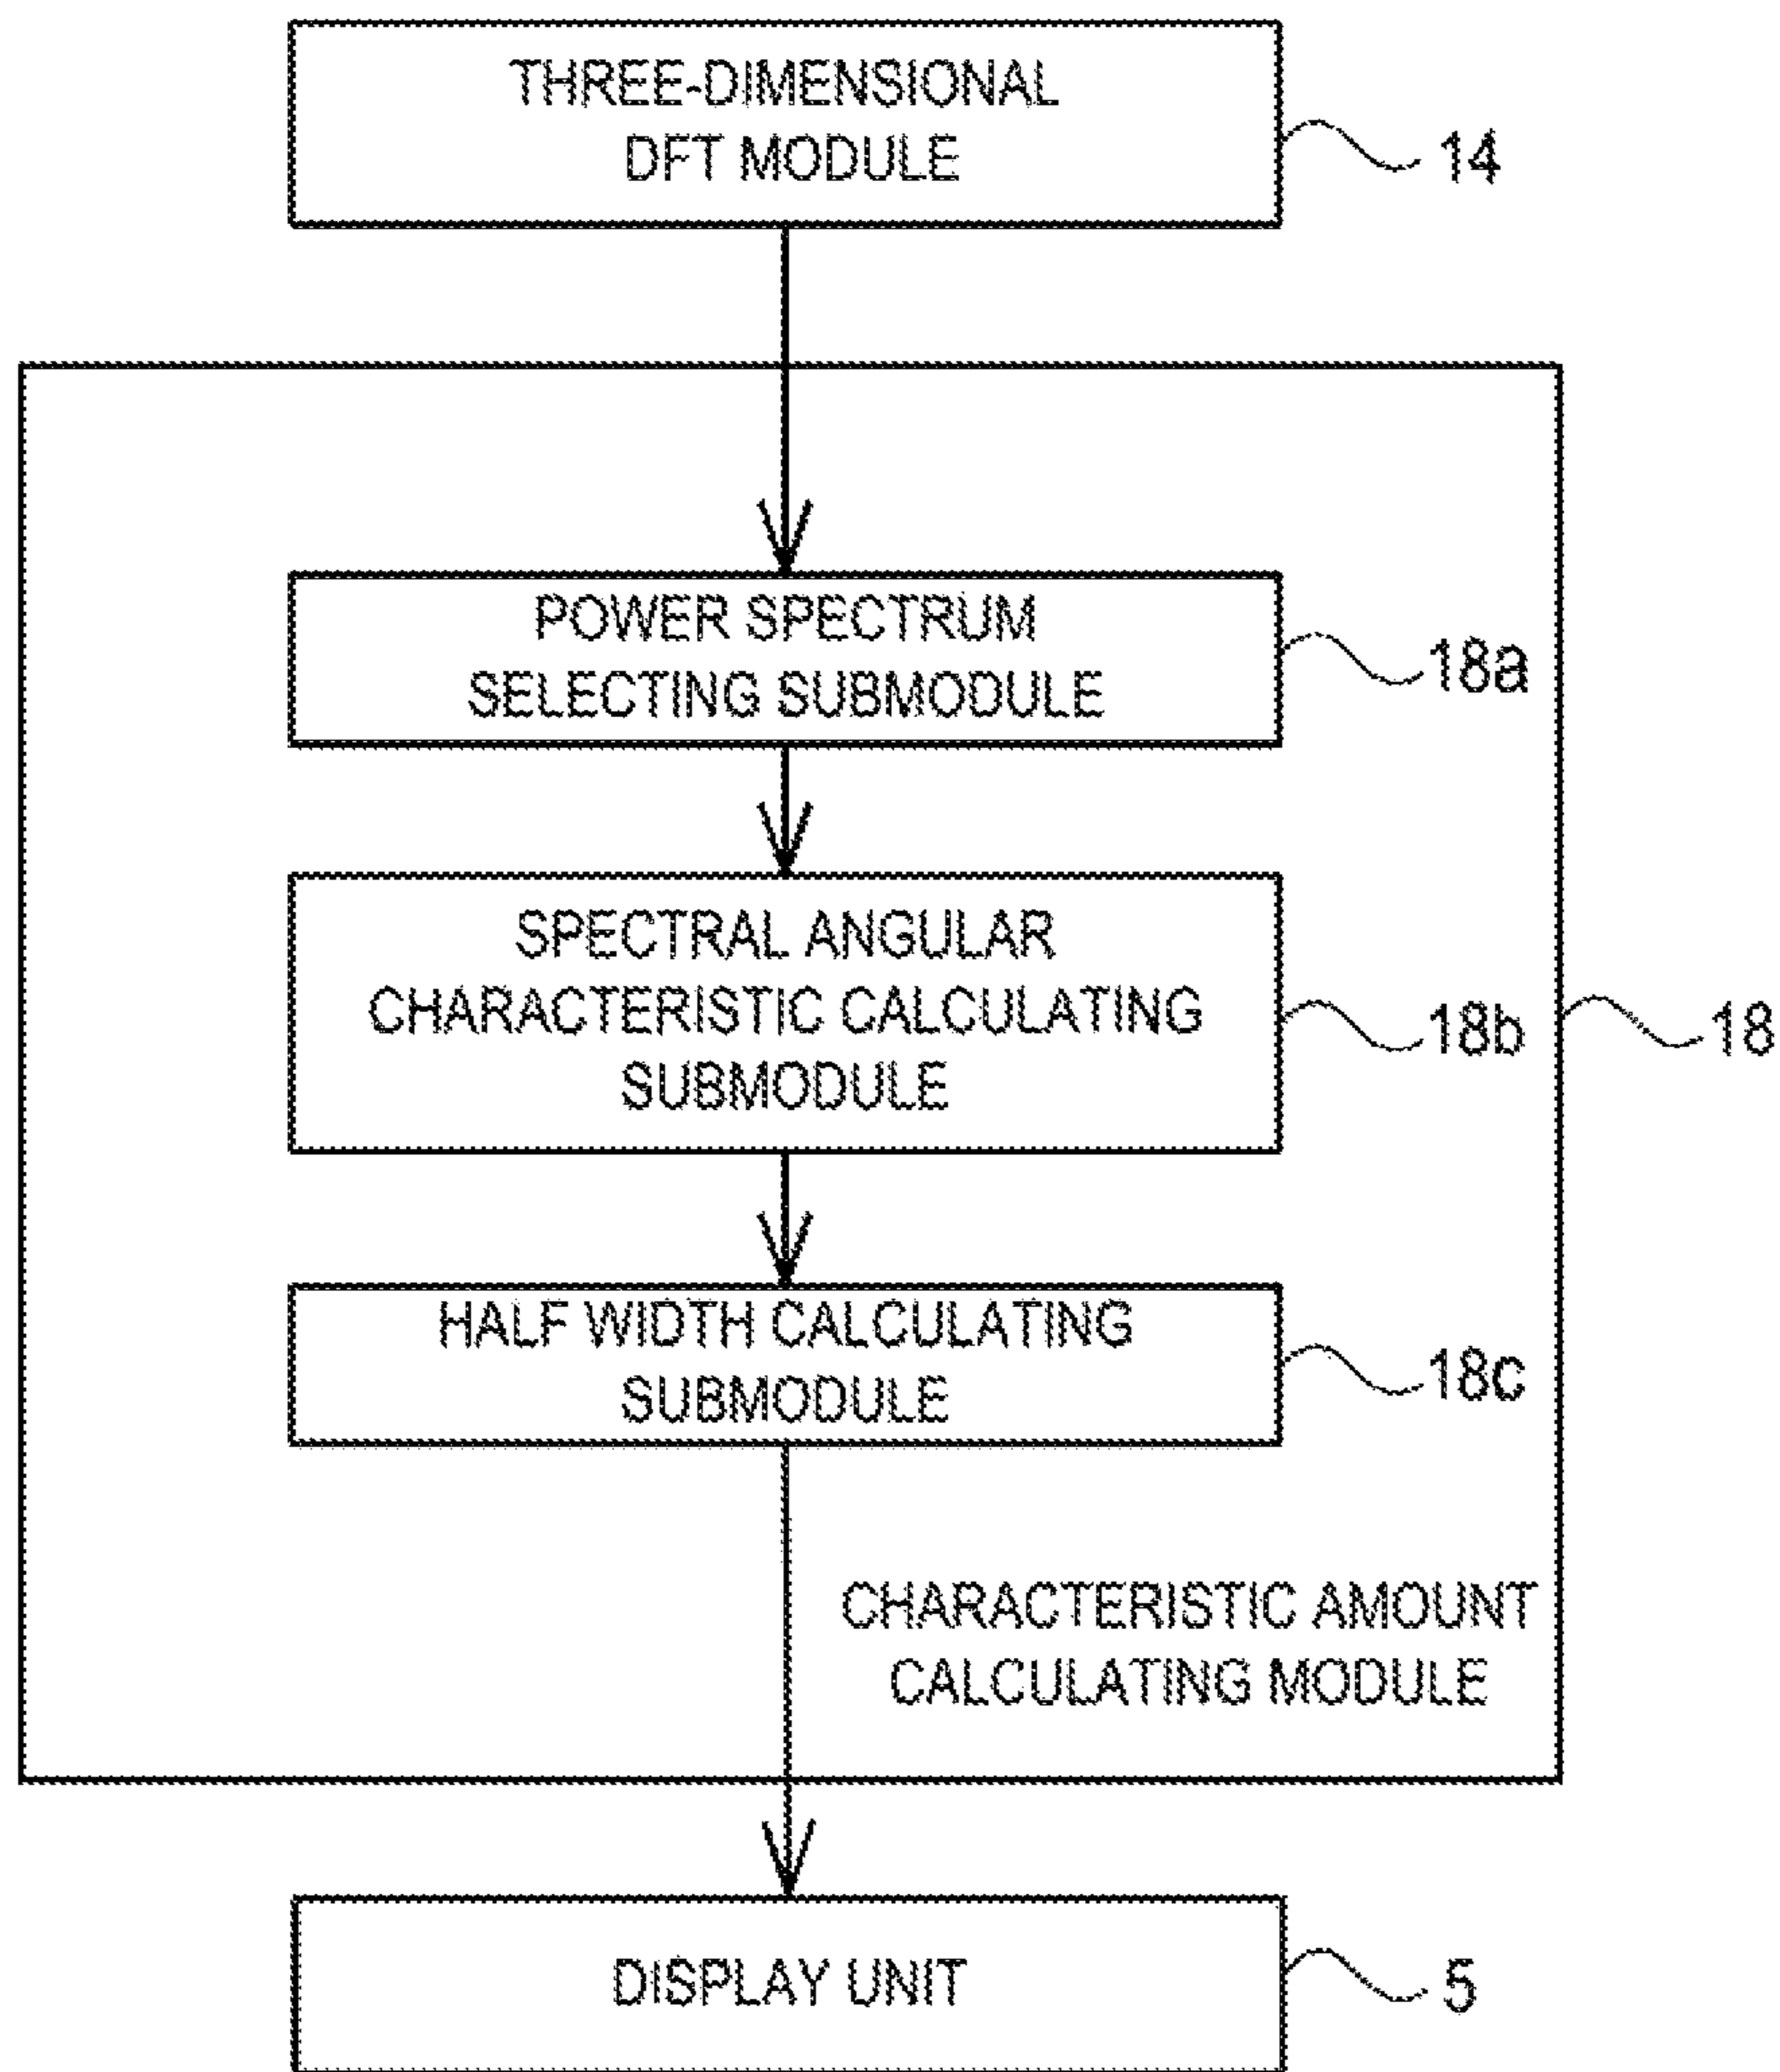 THREE-DIMENSIONAL
DFT MODULE
14
POWER SPECTRUM
SELECTING SUBMODULE
18a
SPECTRAL ANGULAR
CHARACTERISTIC CALCULATING
SUBMODULE
18b
18
HALF WIDTH CALCULATING
SUBMODULE
18c
CHARACTERISTIC AMOUNT
CALCULATING MODULE
DISPLAY UNIT
5